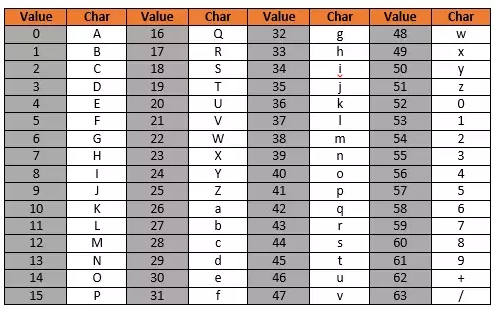 Value Char Value Char Value Char Value Char
0 A 16 Q 32 g 48 w
1 B 17 R 33 h 49 x
2 C 18 S 34 i 50 y
3 D 19 T 35 j 51 z
4 E 20 U 36 k 52 0
5 F 21 V 37 l 53 1
6 G 22 W 38 m 54 2
7 H 23 X 39 n 55 3
8 I 24 Y 40 o 56 4
9 J 25 Z 41 p 57 5
10 K 26 a 42 q 58 6
11 L 27 b 43 r 59 7
12 M 28 c 44 s 60 8
13 N 29 d 45 t 61 9
14 O 30 e 46 u 62 +
15 P 31 f 47 v 63 /